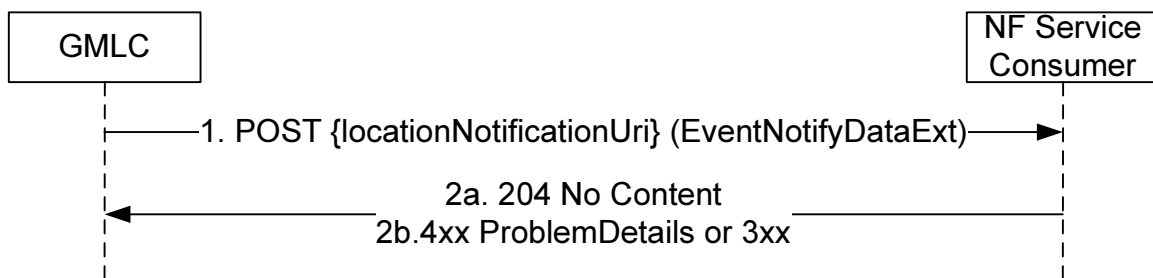 GMLC
NF Service
Consumer
1. POST {locationNotificationUri} (EventNotifyDataExt)
2a. 204 No Content
2b.4xx ProblemDetails or 3xx